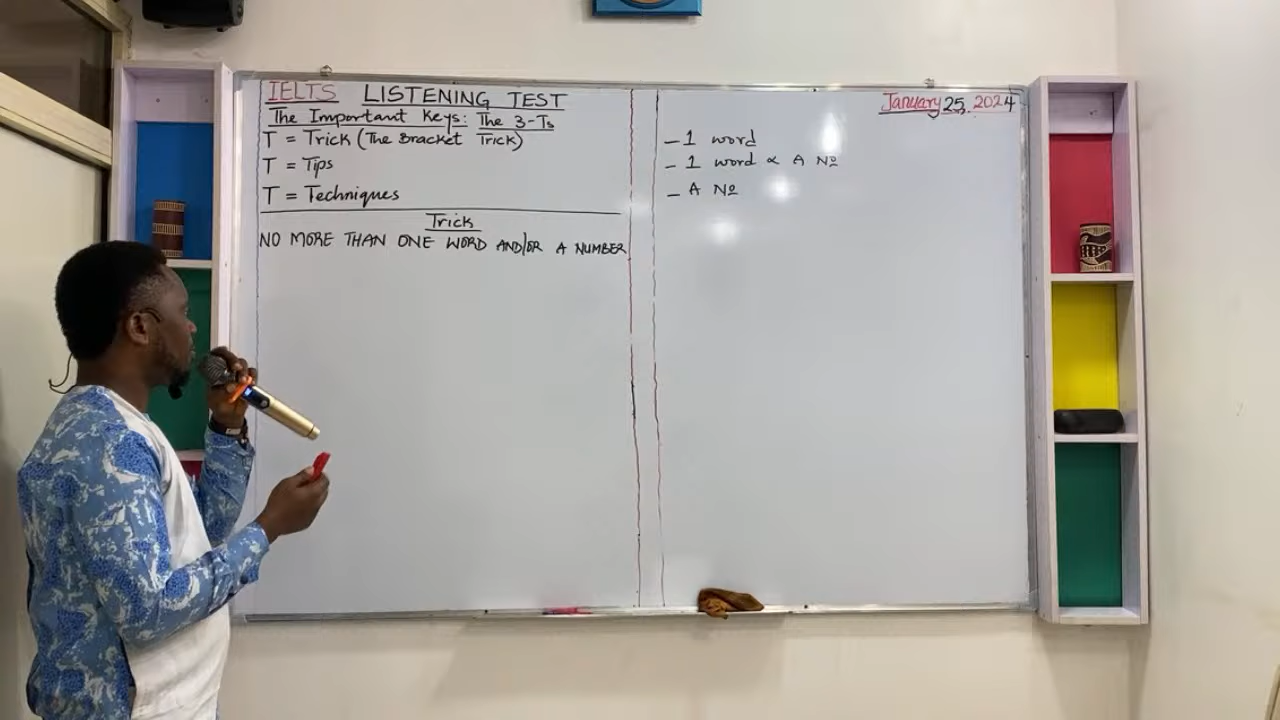 IELTS LISTENING TEST
The Important Keys: The 3-Ts
T = Trick (The Bracket Trick)
T = Tips
T = Techniques
Trick
NO MORE THAN ONE WORD AND/OR A NUMBER
January 25, 2024
- 1 word
- 1 word & A No
- A No